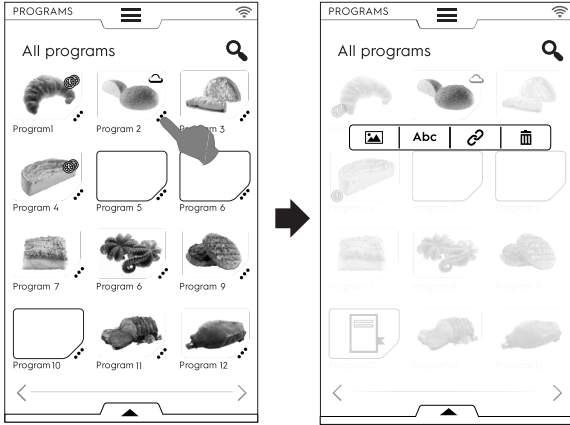 PROGRAMS
All programs
Program1 Program 2 3
Program 4 Program 5 Program 6
Program 7 Program 6 Program 9
Program10 Program 11 Program 12
PROGRAMS
All programs
Abc